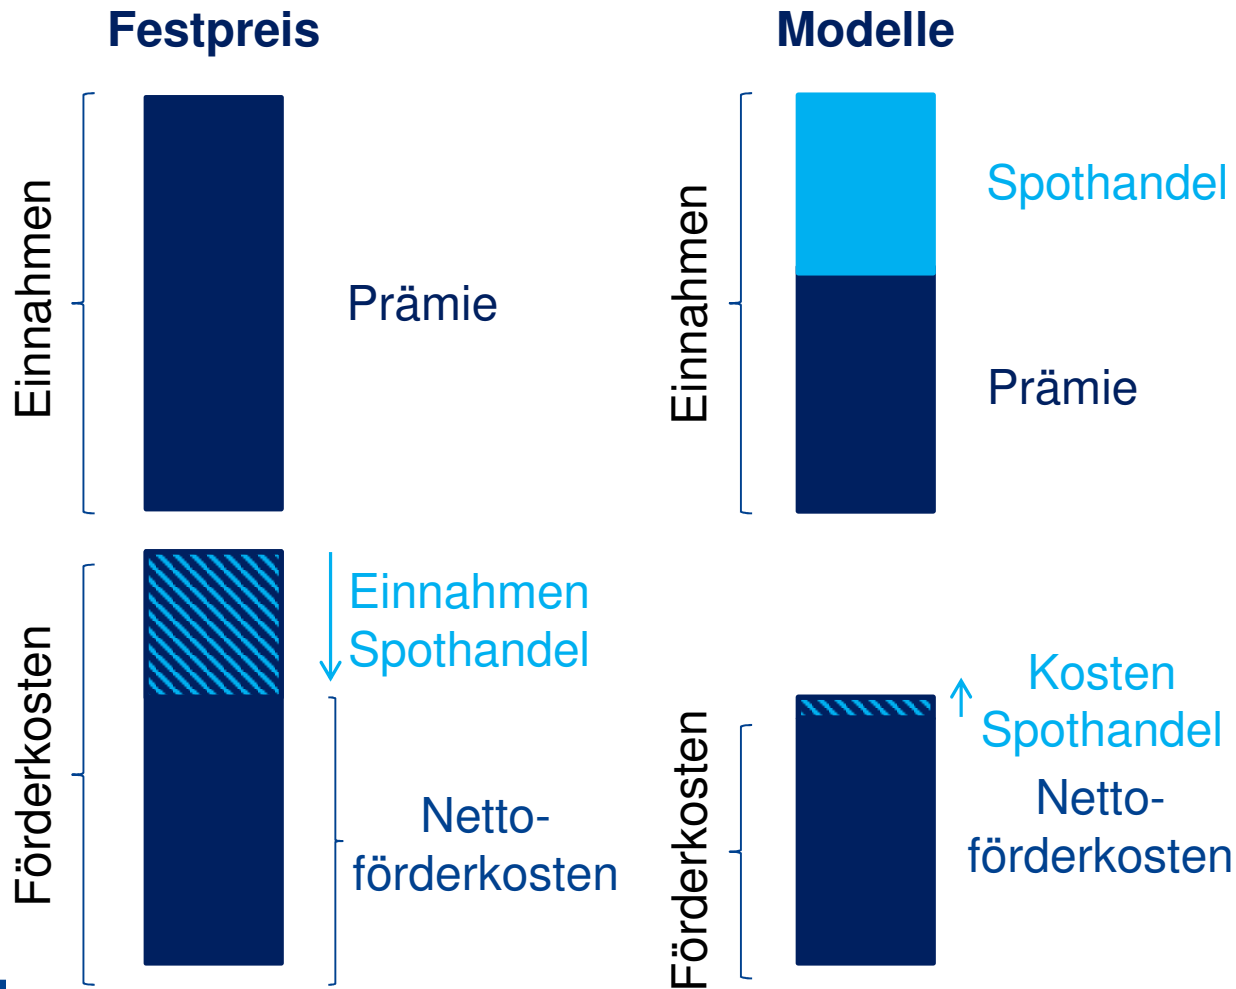 Festpreis
Einnahmen
Prämie
Förderkosten
Einnahmen
Spothandel
Netto-
förderkosten
Modelle
Einnahmen
Spothandel
Prämie
Förderkosten
Kosten
Spothandel
Netto-
förderkosten